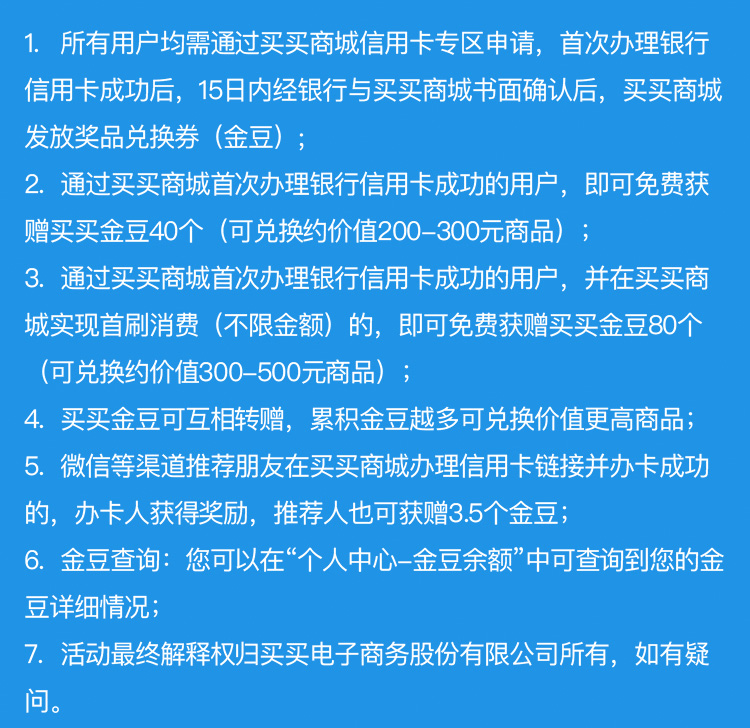 1. 所有用户均需通过买买商城信用卡专区申请，首次办理银行
信用卡成功后，15日内经银行与买买商城书面确认后，买买商城
发放奖品兑换券（金豆）；
2. 通过买买商城首次办理银行信用卡成功的用户，即可免费获
赠买买金豆40个（可兑换约价值200-300元商品）；
3. 通过买买商城首次办理银行信用卡成功的用户，并在买买商
城实现首刷消费（不限金额）的，即可免费获赠买买金豆80个
（可兑换约价值300-500元商品）；
4. 买买金豆可互相转赠，累积金豆越多可兑换价值更高商品；
5. 微信等渠道推荐朋友在买买商城办理信用卡链接并办卡成功
的，办卡人获得奖励，推荐人也可获赠3.5个金豆；
6. 金豆查询：您可以在“个人中心-金豆余额”中可查询到您的金
豆详细情况；
7. 活动最终解释权归买买电子商务股份有限公司所有，如有疑
问。